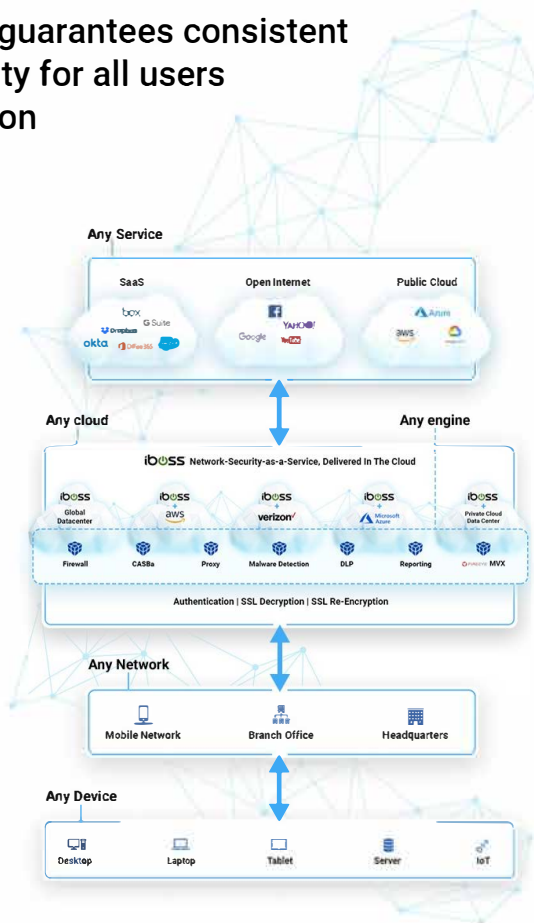 guarantees consistent
ty for all users
on
Any Service
SaaS
Open Internet
Public Cloud
box
G Suite
Dropbox
okta
Office 365
YAHOO!
Google
YouTube
Azure
aws
Any cloud
Any engine
iboss Network-Security-as-a-Service, Delivered In The Cloud
iboss
Global
Datacenter
iboss
+
aws
iboss
+
verizon
iboss
+
Microsoft
Azure
iboss
+
Private Cloud
Data Center
Firewall
CASBa
Proxy
Malware Detection
DLP
Reporting
MVX
Authentication | SSL Decryption | SSL Re-Encryption
Any Network
Mobile Network
Branch Office
Headquarters
Any Device
Desktop
Laptop
Tablet
Server
IoT